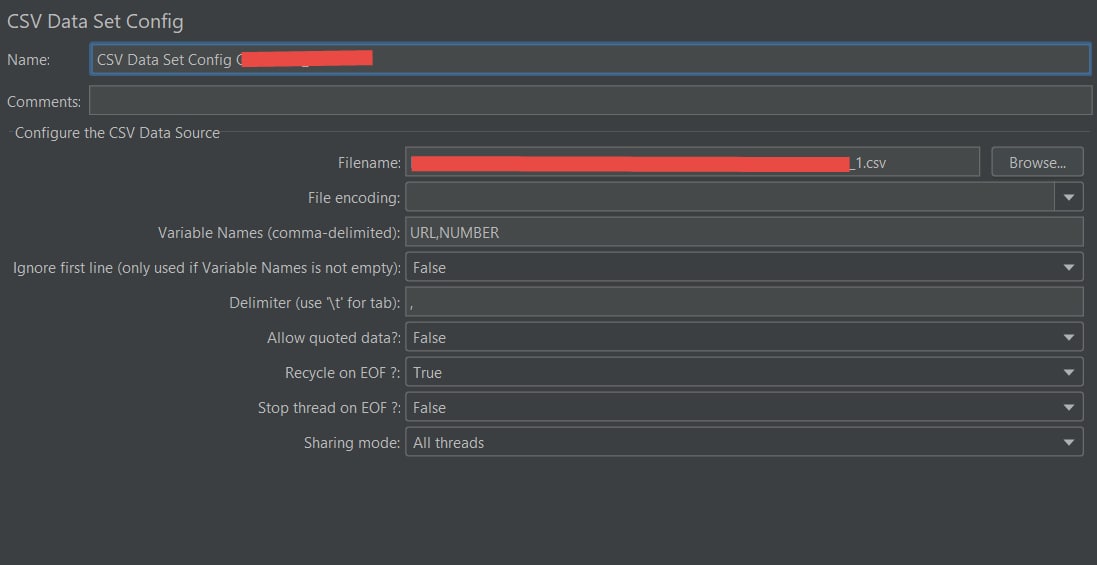 CSV Data Set Config
Name: CSV Data Set Config
Comments:
Configure the CSV Data Source
Filename: _1.csv Browse...
File encoding:
Variable Names (comma-delimited): URL,NUMBER
Ignore first line (only used if Variable Names is not empty): False
Delimiter (use '\t' for tab): ,
Allow quoted data?: False
Recycle on EOF ?: True
Stop thread on EOF ?: False
Sharing mode: All threads